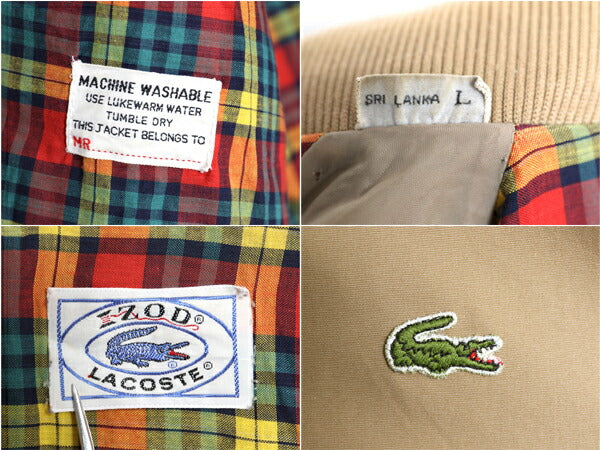 MACHINE WASHABLE
USE LUKEWARM WATER
TUMBLE DRY
THIS JACKET BELONGS TO
MR.
SRI LANKA L
IZOD®
®
LACOSTE®